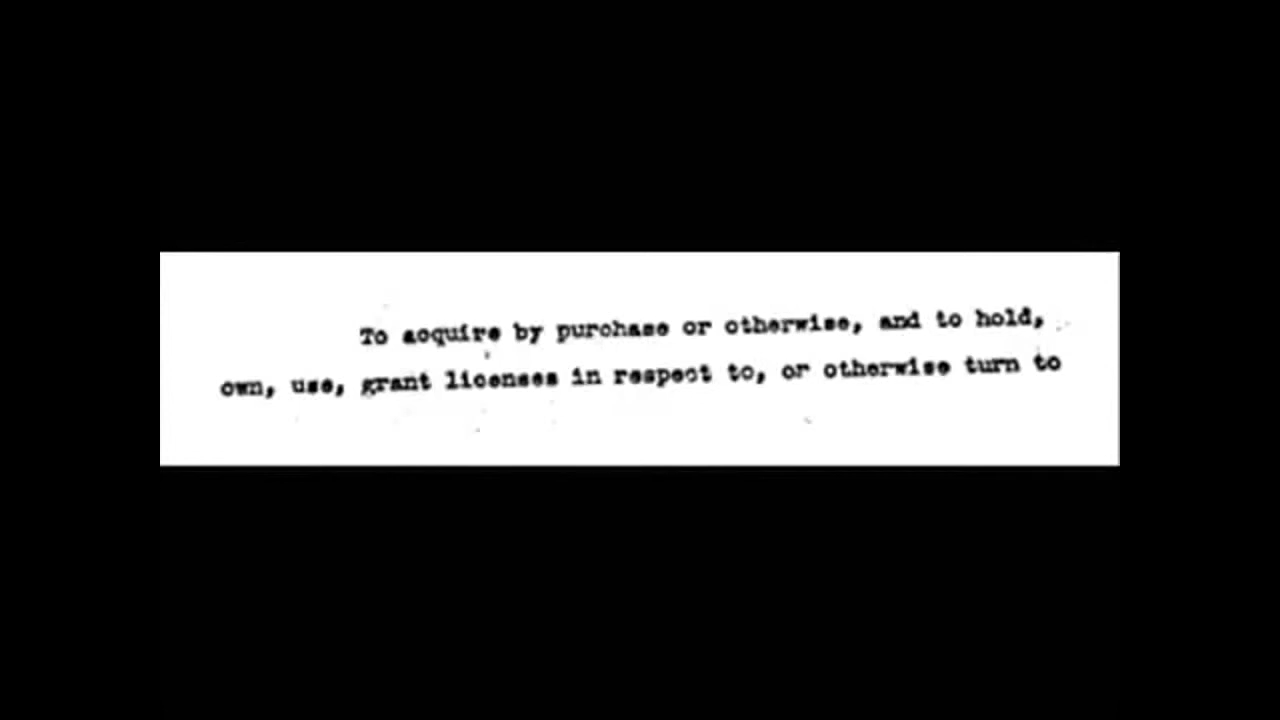 To acquire by purchase or otherwise, and to hold,
own, use, grant licenses in respect to, or otherwise turn to